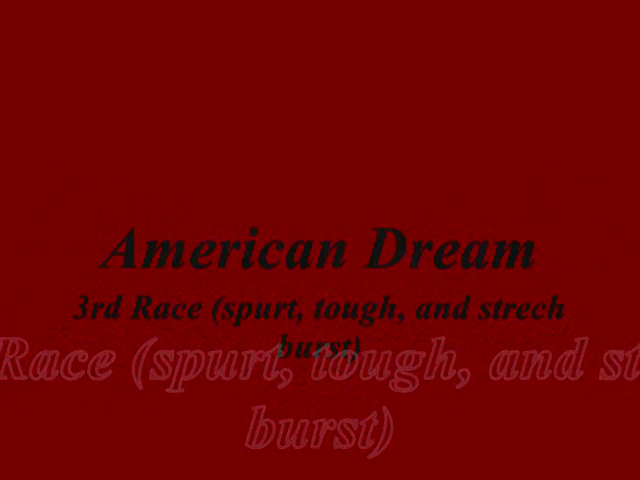 American Dream
3rd Race (spurt, tough, and strech
burst)
Race (spurt, tough, and st
burst)